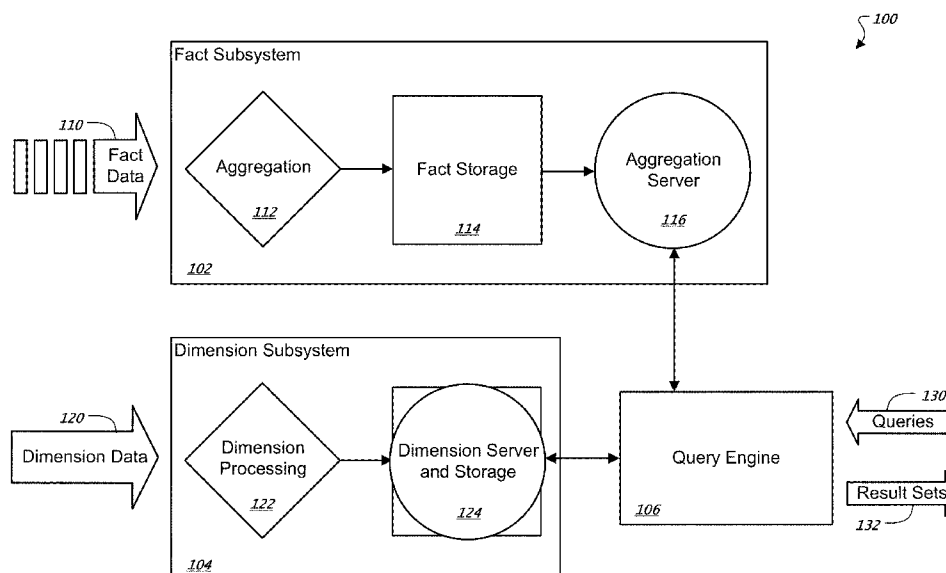 100
Fact Subsystem
110
Fact
Data
Aggregation
112
Fact Storage
114
Aggregation
Server
116
102
Dimension Subsystem
120
Dimension Data
Dimension
Processing
122
Dimension Server
and Storage
124
104
Query Engine
106
130
Queries
Result Sets
132